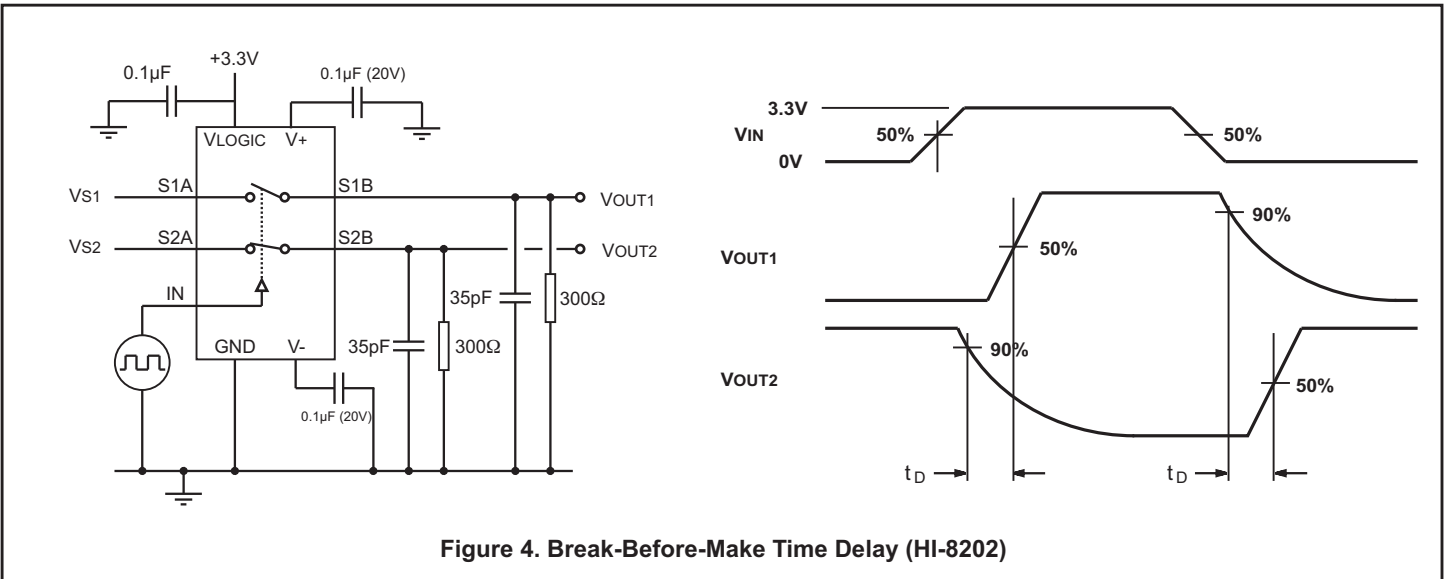 +3.3V
0.1µF
0.1µF (20V)
VLOGIC V+
VS1 S1A S1B VOUT1
VS2 S2A S2B VOUT2
IN
35pF 300Ω
GND V-
35pF 300Ω
0.1µF (20V)
3.3V
VIN 50% 50%
0V
90%
VOUT1 50%
90%
VOUT2 50%
tD tD
Figure 4. Break-Before-Make Time Delay (HI-8202)